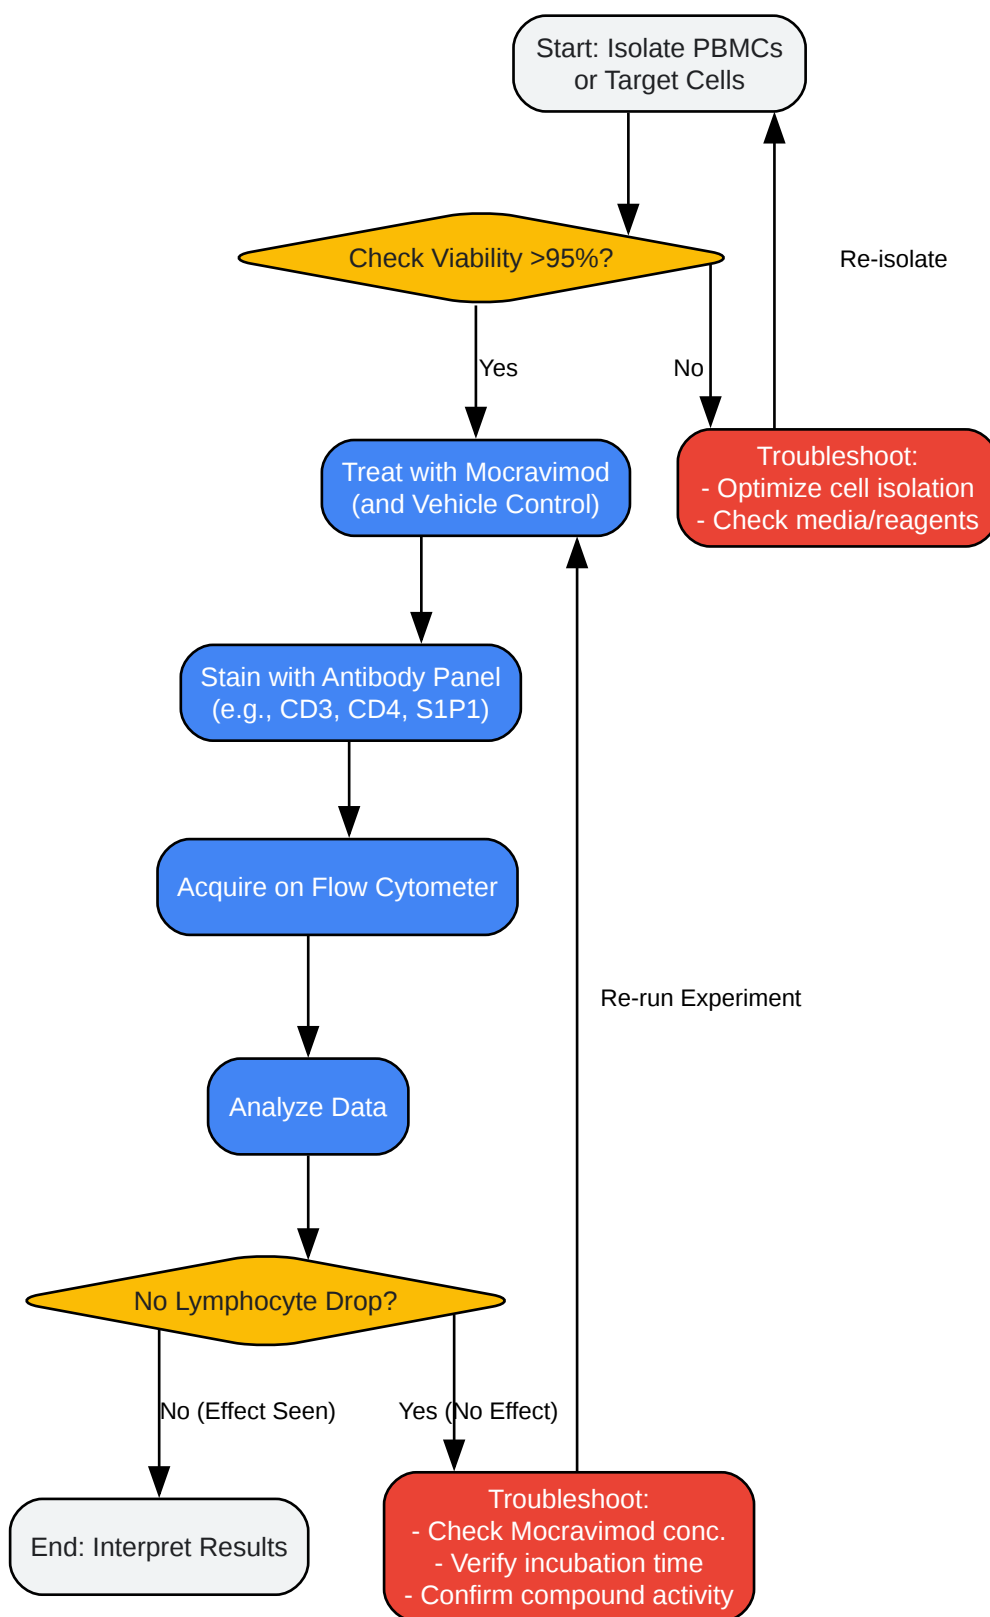 Start: Isolate PBMCs
or Target Cells
Check Viability >95%?
Re-isolate
Yes
No
Treat with Mocravimod
(and Vehicle Control)
Troubleshoot:
- Optimize cell isolation
- Check media/reagents
Stain with Antibody Panel
(e.g., CD3, CD4, S1P1)
Acquire on Flow Cytometer
Re-run Experiment
Analyze Data
No Lymphocyte Drop?
No (Effect Seen)
Yes (No Effect)
End: Interpret Results
Troubleshoot:
- Check Mocravimod conc.
- Verify incubation time
- Confirm compound activity